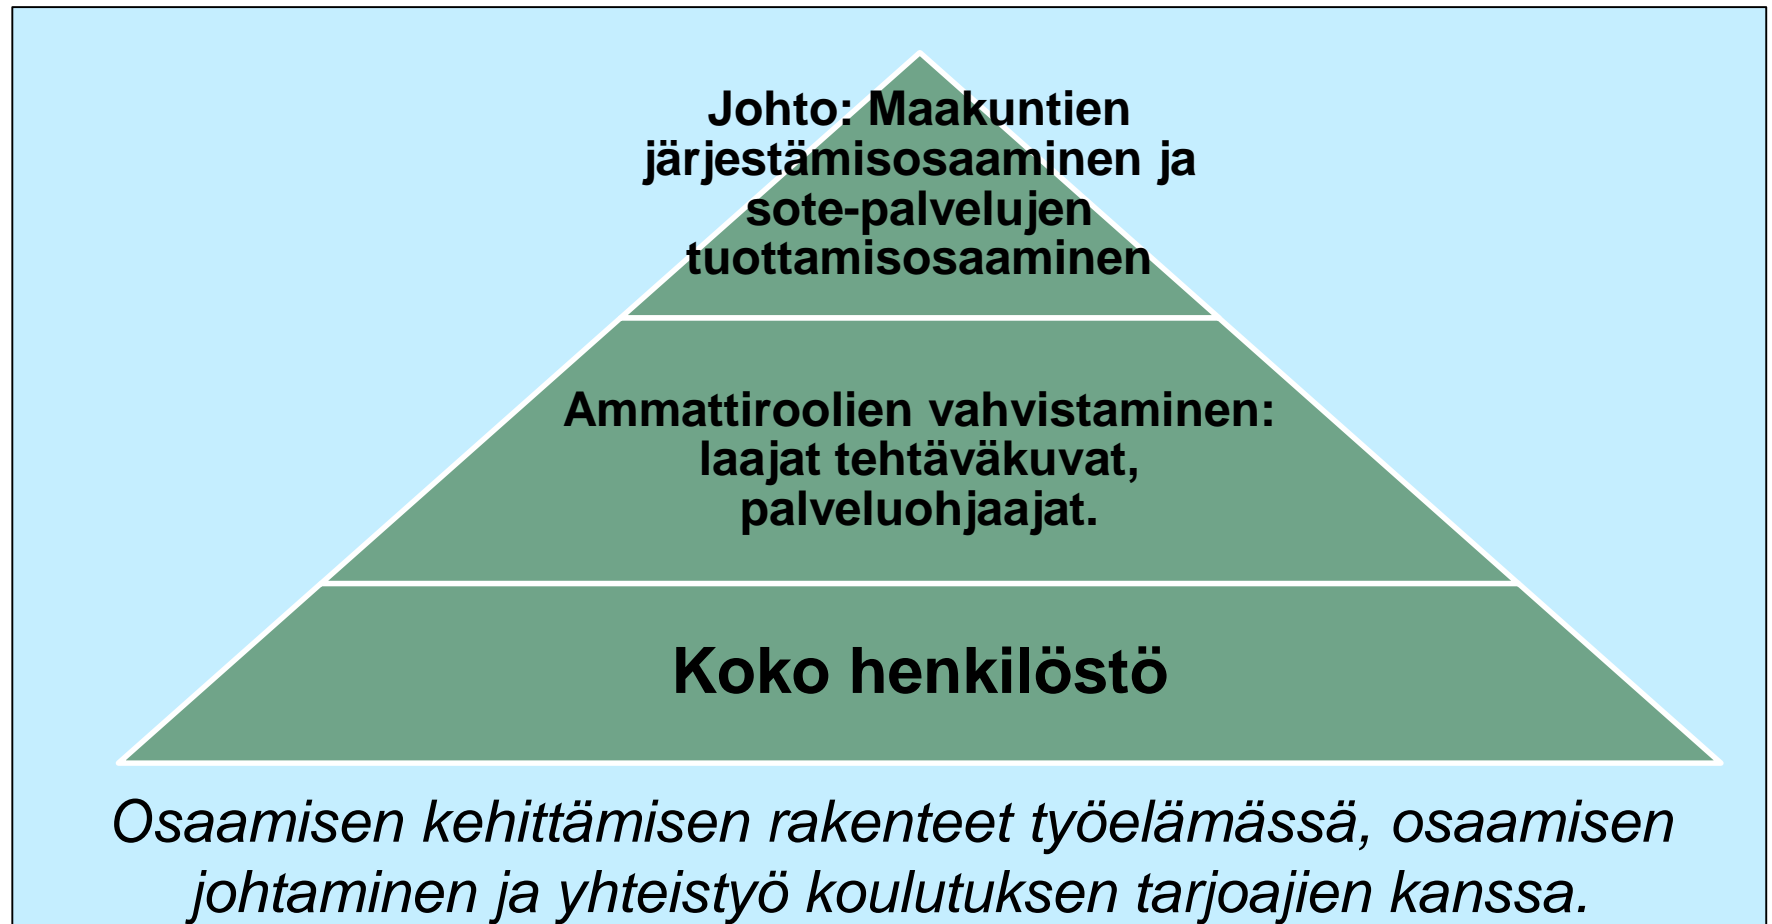 Johto: Maakuntien
järjestämisosaaminen ja
sote-palvelujen
tuottamisosaaminen
Ammattiroolien vahvistaminen:
laajat tehtäväkuvat,
palveluohjaajat.
Koko henkilöstö
Osaamisen kehittämisen rakenteet työelämässä, osaamisen
johtaminen ja yhteistyö koulutuksen tarjoajien kanssa.